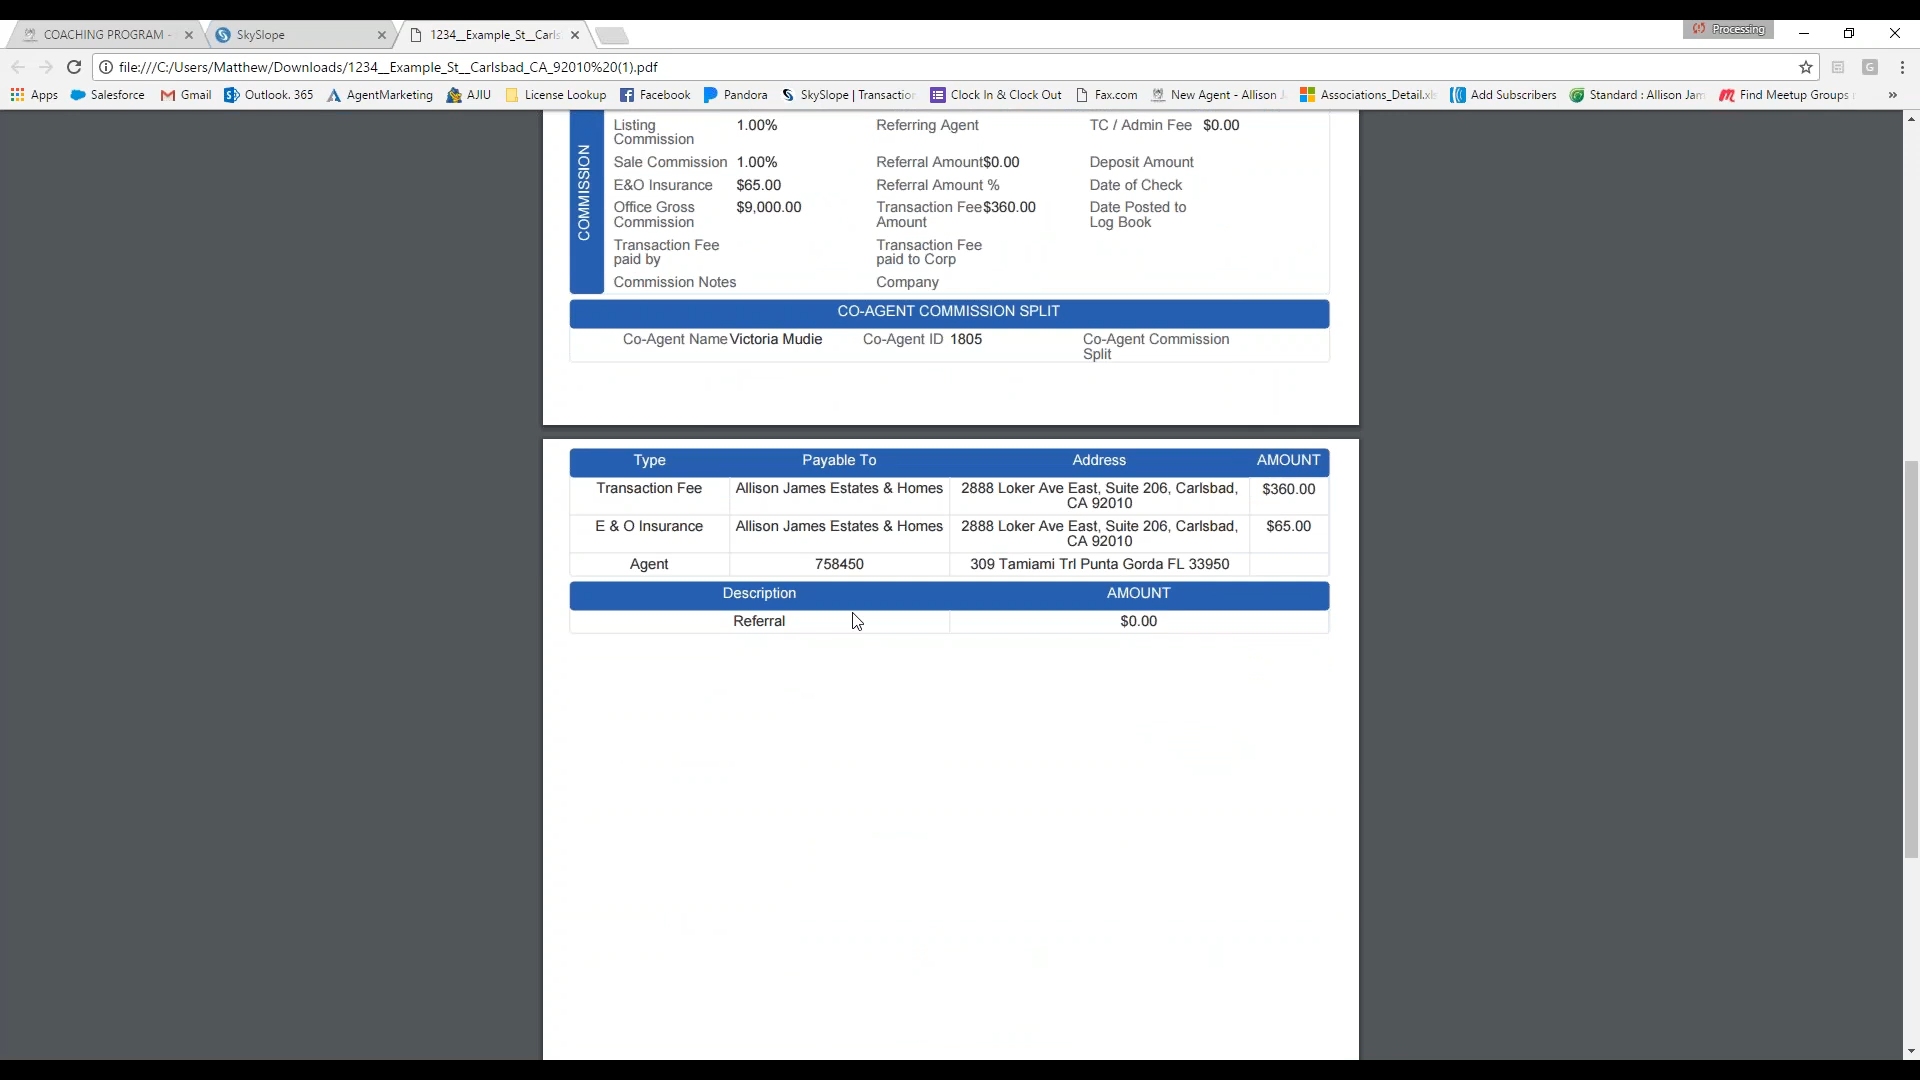 COACHING PROGRAM -
SkySlope
1234__Example_St__Carls
Processing
file:///C:/Users/Matthew/Downloads/1234__Example_St__Carlsbad_CA_92010%20(1).pdf
Apps Salesforce Gmail Outlook. 365 AgentMarketing AJIU License Lookup Facebook Pandora SkySlope | Transaction Clock In & Clock Out Fax.com New Agent - Allison J Associations_Detail.xls Add Subscribers Standard : Allison Jam Find Meetup Groups »
COMMISSION
Listing Commission 1.00% Referring Agent TC / Admin Fee $0.00
Sale Commission 1.00% Referral Amount $0.00 Deposit Amount
E&O Insurance $65.00 Referral Amount % Date of Check
Office Gross Commission $9,000.00 Transaction Fee Amount $360.00 Date Posted to Log Book
Transaction Fee paid by Transaction Fee paid to Corp
Commission Notes Company
CO-AGENT COMMISSION SPLIT
Co-Agent Name Victoria Mudie Co-Agent ID 1805 Co-Agent Commission Split
Type Payable To Address AMOUNT
Transaction Fee Allison James Estates & Homes 2888 Loker Ave East, Suite 206, Carlsbad, CA 92010 $360.00
E & O Insurance Allison James Estates & Homes 2888 Loker Ave East, Suite 206, Carlsbad, CA 92010 $65.00
Agent 758450 309 Tamiami Trl Punta Gorda FL 33950
Description AMOUNT
Referral $0.00